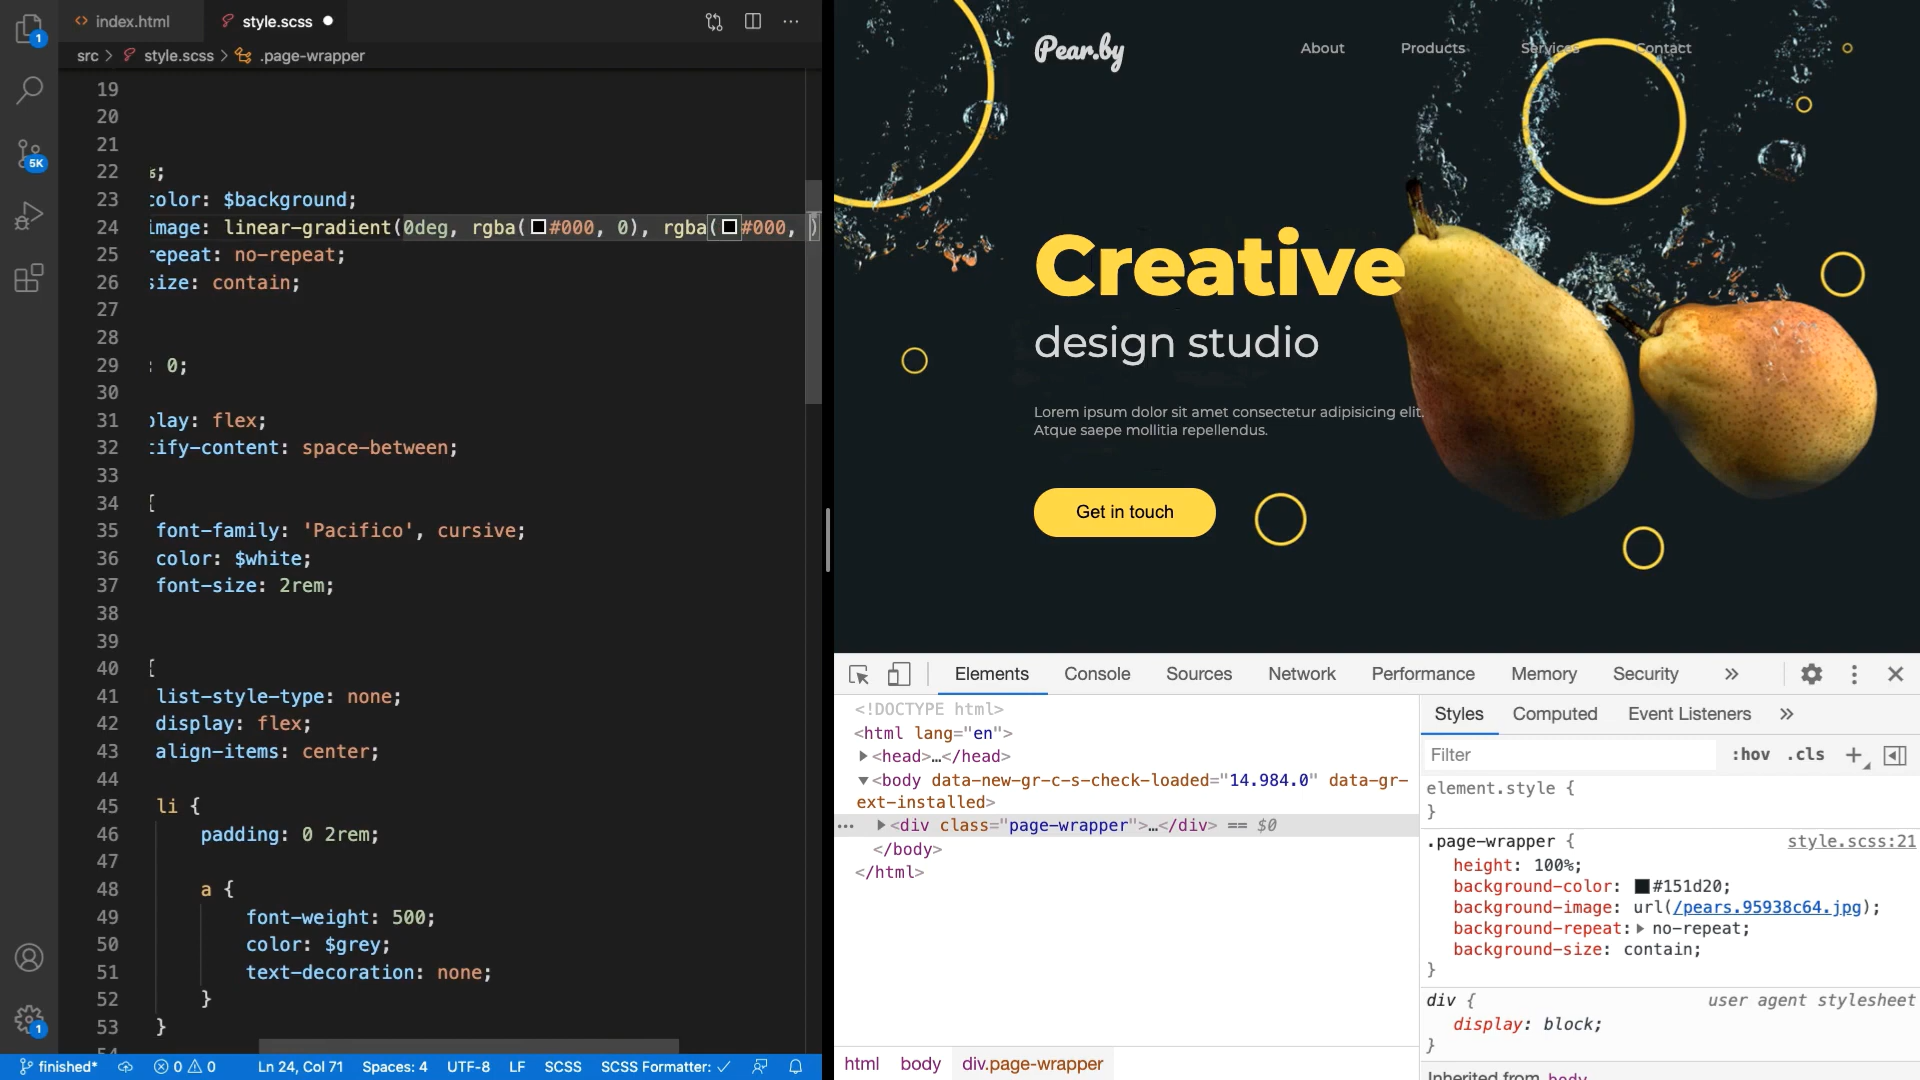 index.html
style.scss
src > style.scss > .page-wrapper
1
5K
1
19
20
21
22 %;
23 color: $background;
24 image: linear-gradient(0deg, rgba(#000, 0), rgba(#000, )
25 repeat: no-repeat;
26 size: contain;
27
28
29 : 0;
30
31 play: flex;
32 tify-content: space-between;
33
34 {
35 font-family: 'Pacifico', cursive;
36 color: $white;
37 font-size: 2rem;
38
39
40 {
41 list-style-type: none;
42 display: flex;
43 align-items: center;
44
45 li {
46 padding: 0 2rem;
47
48 a {
49 font-weight: 500;
50 color: $grey;
51 text-decoration: none;
52 }
53 }
54
finished* 0 0 Ln 24, Col 71 Spaces: 4 UTF-8 LF SCSS SCSS Formatter: ✓
Pear.by
About Products Services Contact
Creative
design studio
Lorem ipsum dolor sit amet consectetur adipisicing elit.
Atque saepe mollitia repellendus.
Get in touch
Elements Console Sources Network Performance Memory Security »
<!DOCTYPE html>
<html lang="en">
<head>…</head>
<body data-new-gr-c-s-check-loaded="14.984.0" data-gr-
ext-installed>
… <div class="page-wrapper">…</div> == $0
</body>
</html>
html body div.page-wrapper
Styles Computed Event Listeners »
Filter :hov .cls +
element.style {
}
.page-wrapper { style.scss:21
height: 100%;
background-color: #151d20;
background-image: url(/pears.95938c64.jpg);
background-repeat: no-repeat;
background-size: contain;
}
div { user agent stylesheet
display: block;
}
Inherited from body